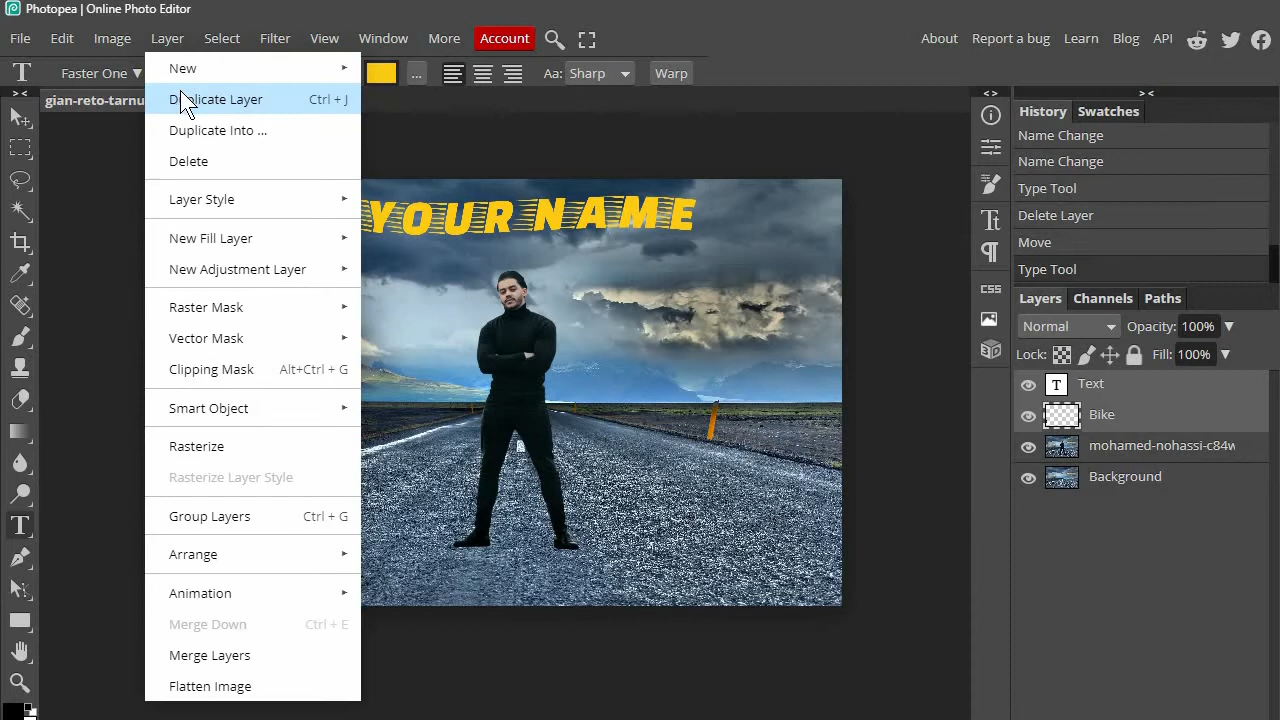 Photopea | Online Photo Editor
File Edit Image Layer Select Filter View Window More Account About Report a bug Learn Blog API
T Faster One ... Aa: Sharp Warp
> < gian-reto-tarnu < > > <
New
Duplicate Layer Ctrl + J
Duplicate Into ...
Delete
Layer Style
New Fill Layer
New Adjustment Layer
Raster Mask
Vector Mask
Clipping Mask Alt+Ctrl + G
Smart Object
Rasterize
Rasterize Layer Style
Group Layers Ctrl + G
Arrange
Animation
Merge Down Ctrl + E
Merge Layers
Flatten Image
YOUR NAME
CSS
History Swatches
Name Change
Name Change
Type Tool
Delete Layer
Move
Type Tool
Layers Channels Paths
Normal Opacity: 100%
Lock: Fill: 100%
T Text
Bike
mohamed-nohassi-c84w
Background